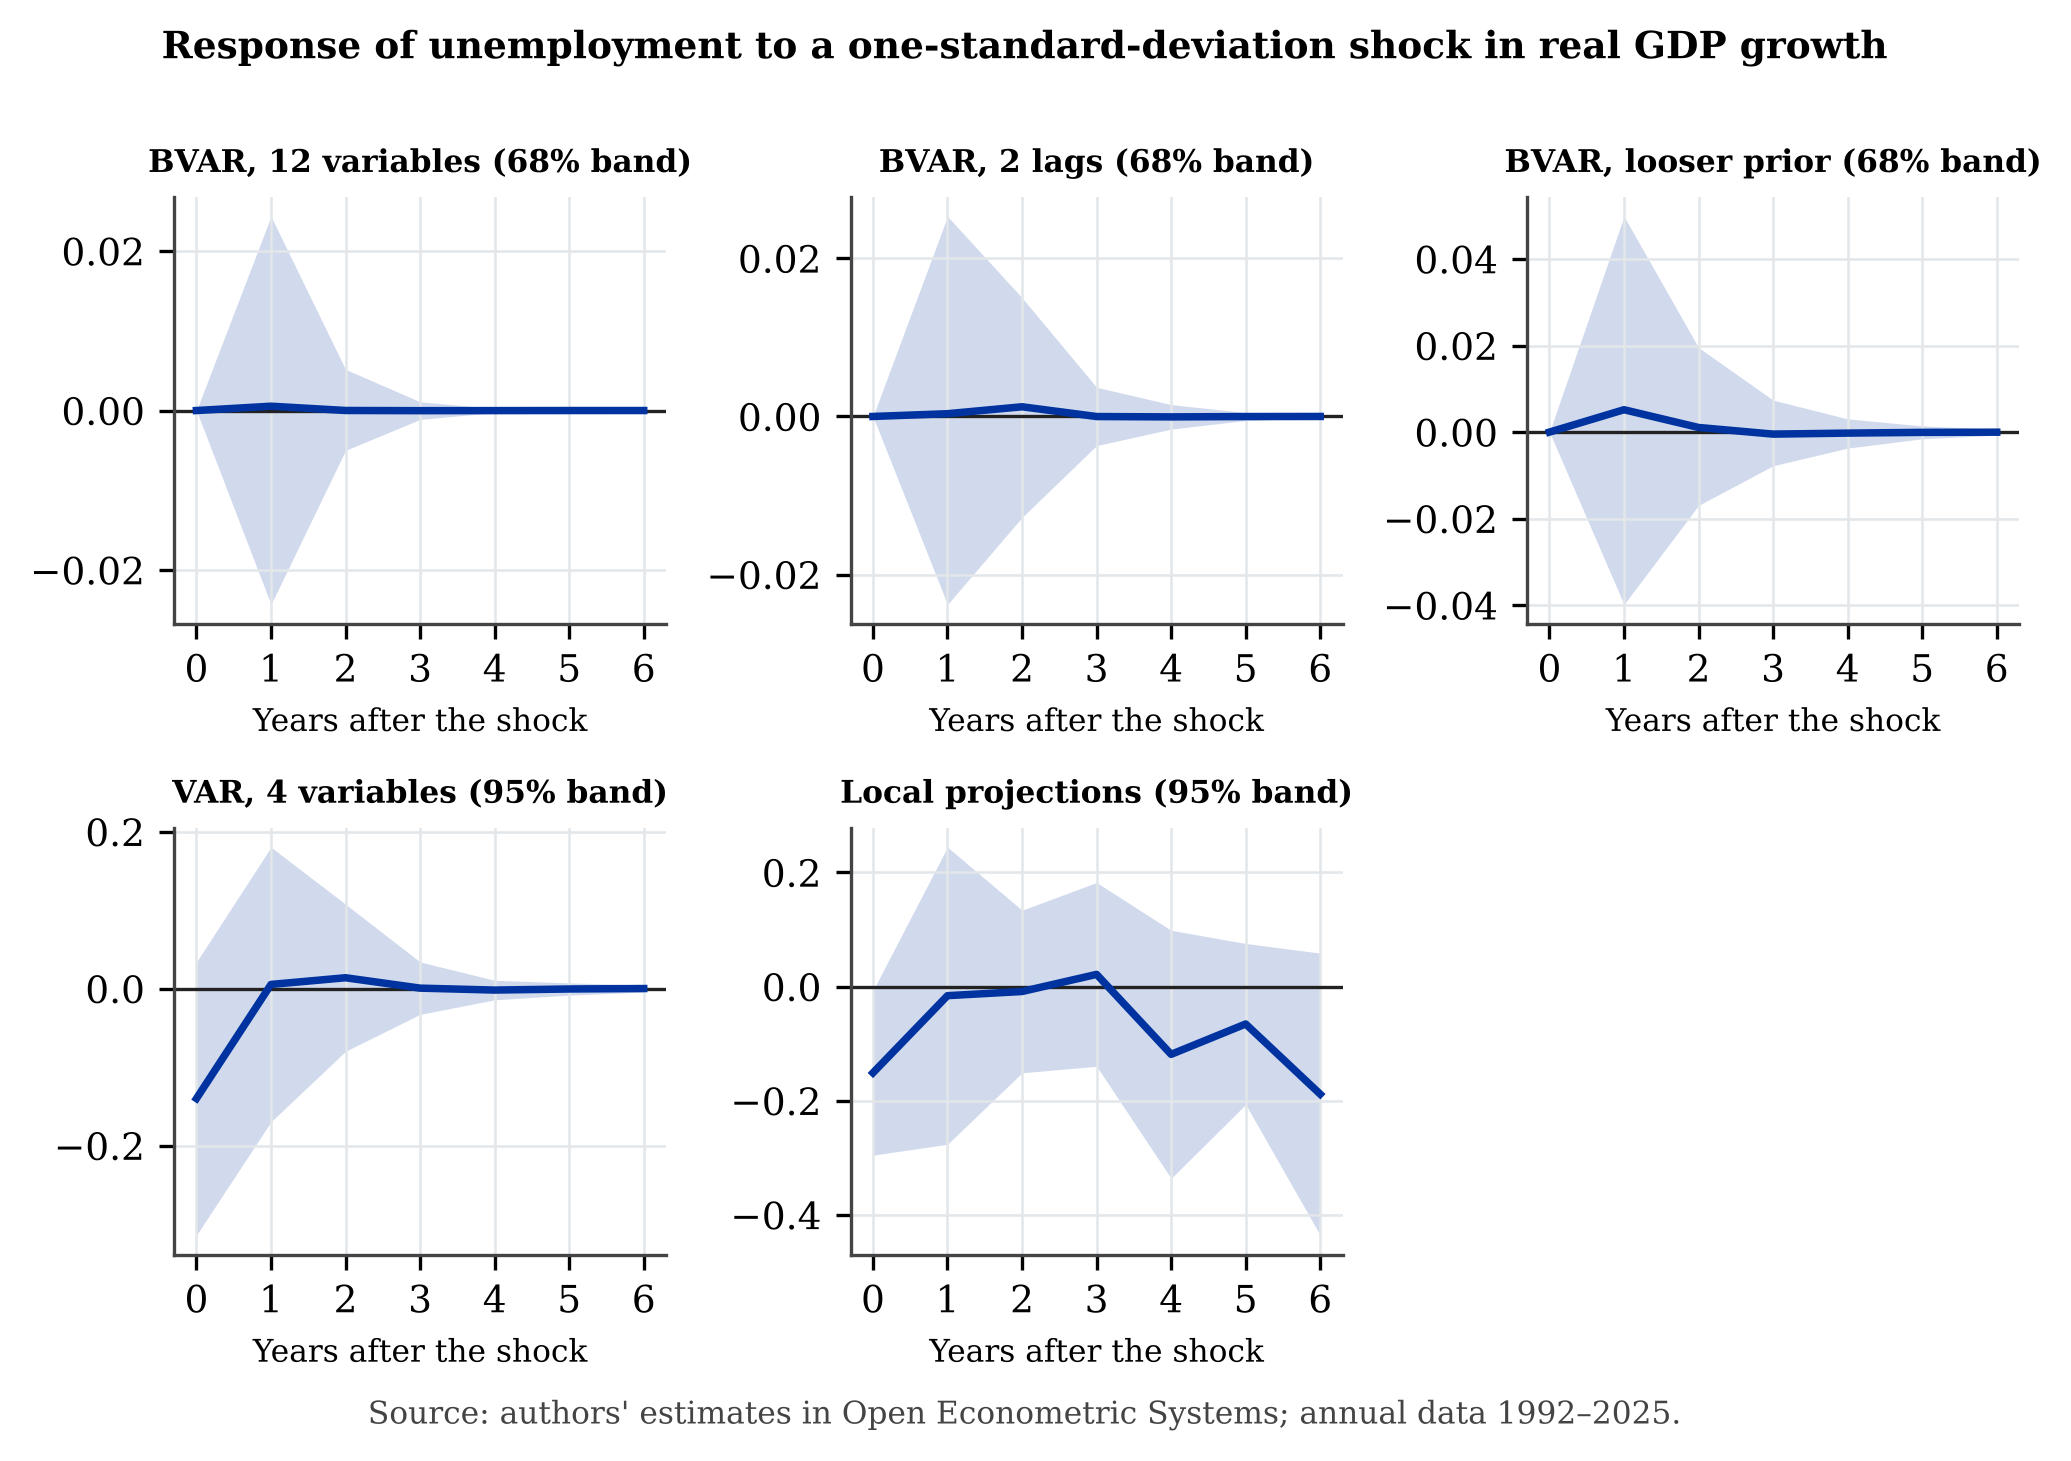 Response of unemployment to a one-standard-deviation shock in real GDP growth
BVAR, 12 variables (68% band)
0.02
0.00
−0.02
0 1 2 3 4 5 6
Years after the shock
BVAR, 2 lags (68% band)
0.02
0.00
−0.02
0 1 2 3 4 5 6
Years after the shock
BVAR, looser prior (68% band)
0.04
0.02
0.00
−0.02
−0.04
0 1 2 3 4 5 6
Years after the shock
VAR, 4 variables (95% band)
0.2
0.0
−0.2
0 1 2 3 4 5 6
Years after the shock
Local projections (95% band)
0.2
0.0
−0.2
−0.4
0 1 2 3 4 5 6
Years after the shock
Source: authors' estimates in Open Econometric Systems; annual data 1992–2025.